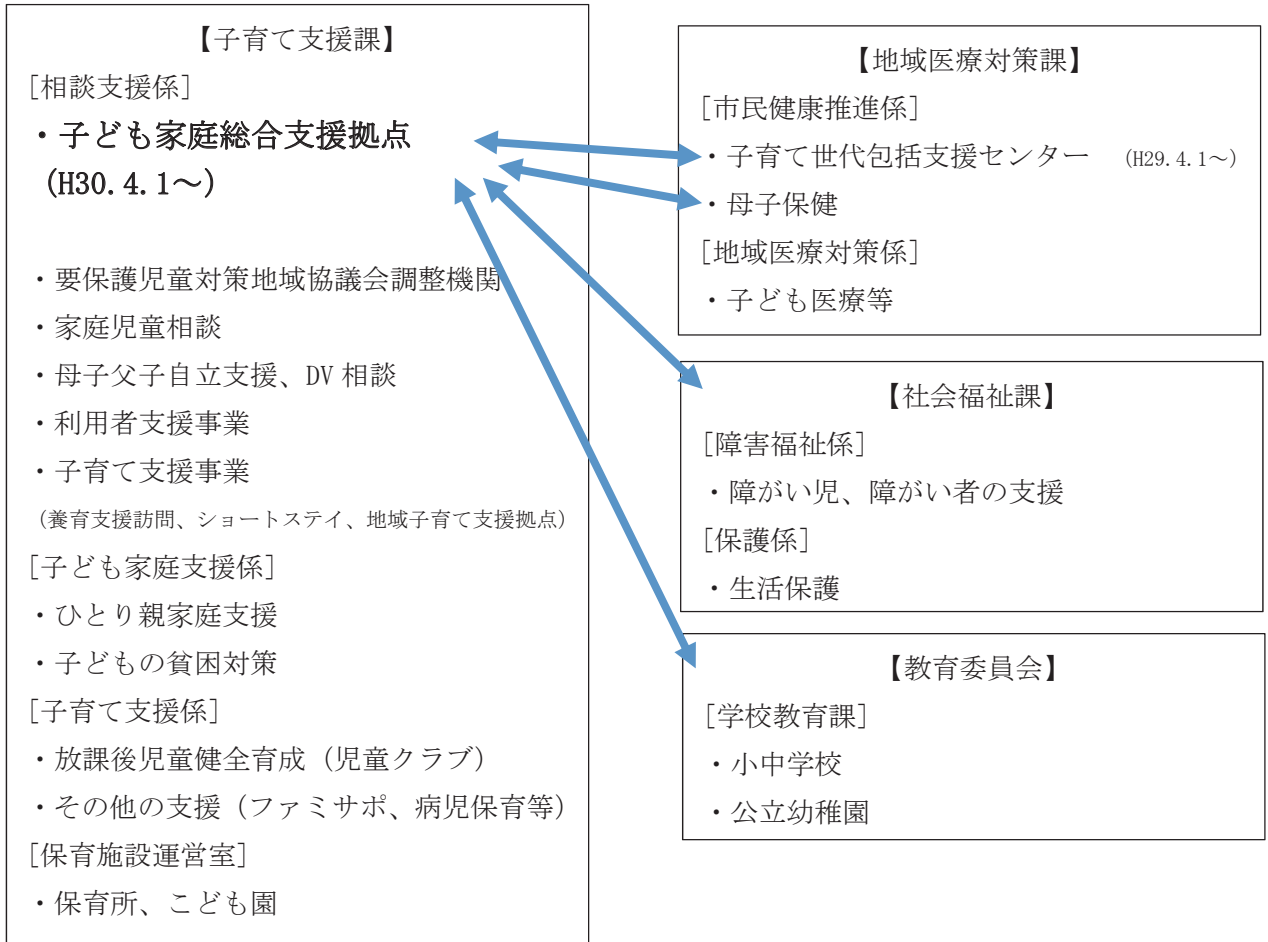 【子育て支援課】
[相談支援係]
・子ども家庭総合支援拠点
(H30.4.1～)
・要保護児童対策地域協議会調整機関
・家庭児童相談
・母子父子自立支援、DV 相談
・利用者支援事業
・子育て支援事業
(養育支援訪問、ショートステイ、地域子育て支援拠点)
[子ども家庭支援係]
・ひとり親家庭支援
・子どもの貧困対策
[子育て支援係]
・放課後児童健全育成(児童クラブ)
・その他の支援(ファミサポ、病児保育等)
[保育施設運営室]
・保育所、こども園
【地域医療対策課】
[市民健康推進係]
・子育て世代包括支援センター (H29.4.1～)
・母子保健
[地域医療対策係]
・子ども医療等
【社会福祉課】
[障害福祉係]
・障がい児、障がい者の支援
[保護係]
・生活保護
【教育委員会】
[学校教育課]
・小中学校
・公立幼稚園